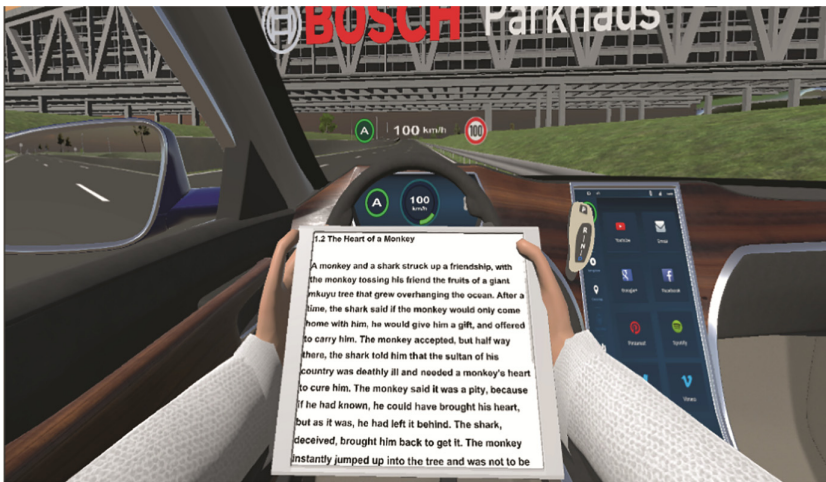 BOSCH Parkhaus
A 100 km/h 100
A 100 km/h
1.2 The Heart of a Monkey
A monkey and a shark struck up a friendship, with
the monkey tossing his friend the fruits of a giant
mkuyu tree that grew overhanging the ocean. After a
time, the shark said if the monkey would only come
home with him, he would give him a gift, and offered
to carry him. The monkey accepted, but half way
there, the shark told him that the sultan of his
country was deathly ill and needed a monkey's heart
to cure him. The monkey said it was a pity, because
if he had known, he could have brought his heart,
but as it was, he had left it behind. The shark,
deceived, brought him back to get it. The monkey
instantly jumped up into the tree and was not to be
P
R
N
Youtube Email
Google+ Facebook
Pinterest Spotify
Vimeo